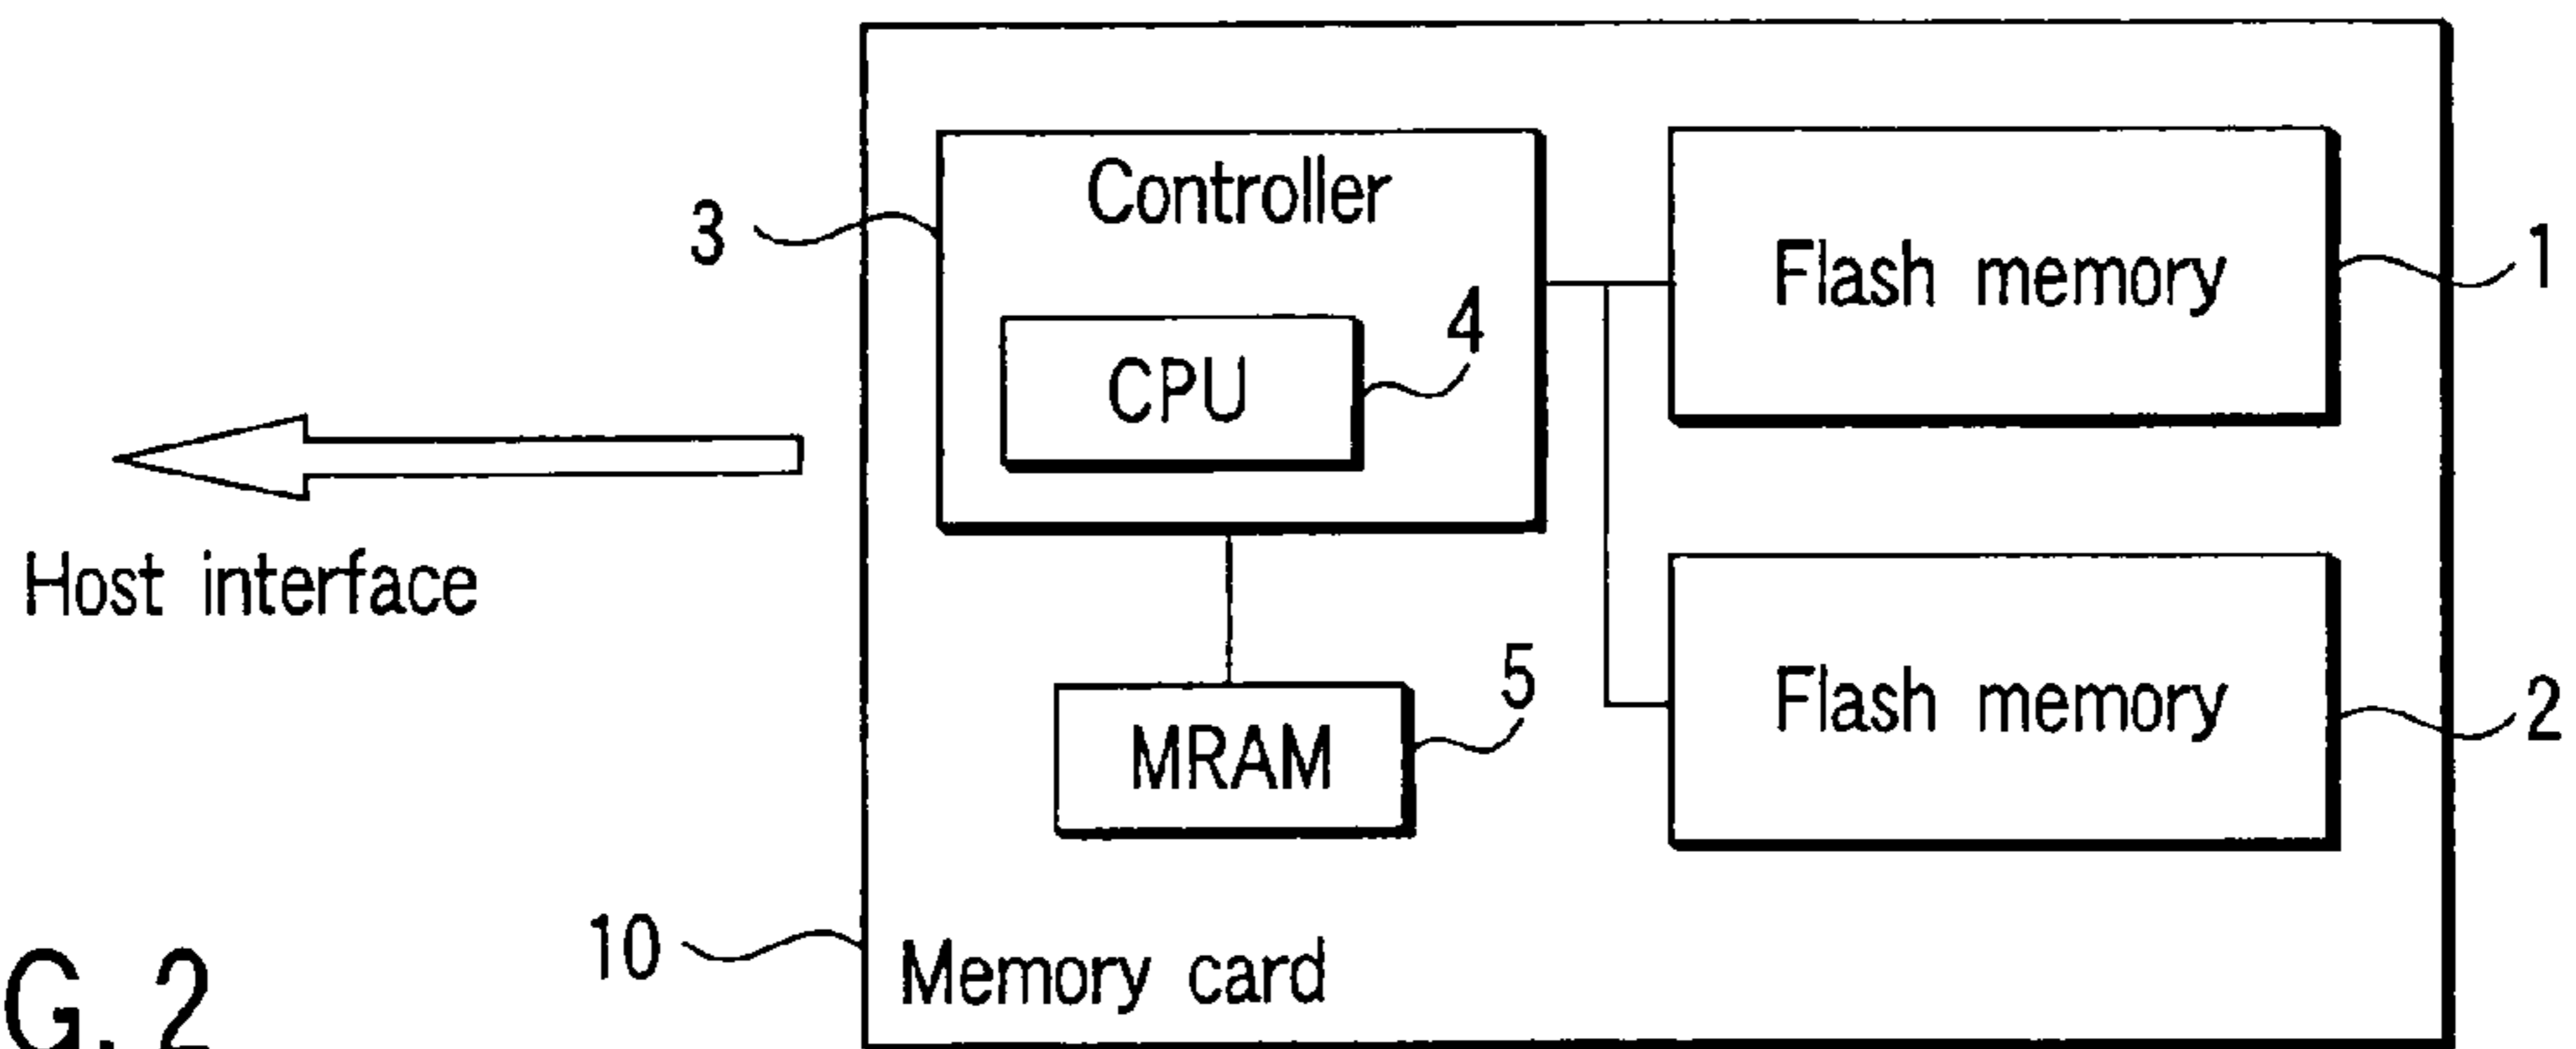 Controller
3
Flash memory
1
4
CPU
Host interface
5
MRAM
Flash memory
2
10
Memory card
G. 2